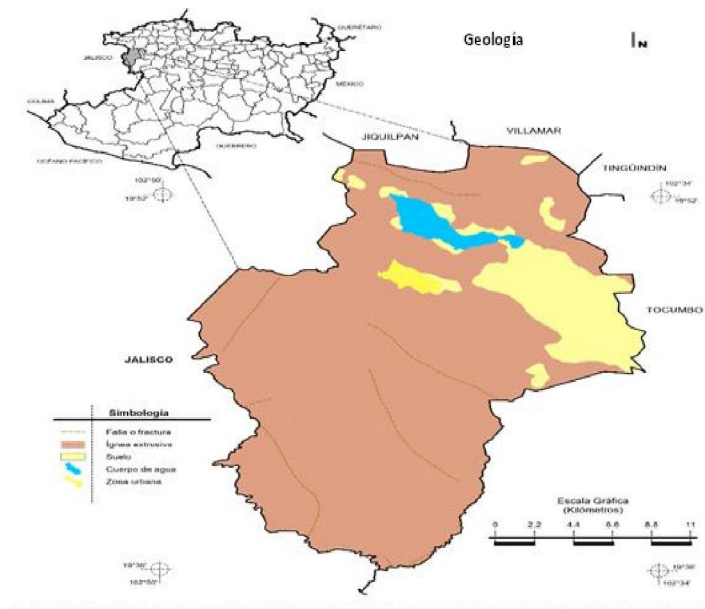 Geología
N
QUERÉTARO
JALISCO
MÉXICO
COLIMA
GUERRERO
OCÉANO PACÍFICO
JIQUILPAN
VILLAMAR
TINGÜINDÍN
102°50'
19°52'
102°34'
19°52'
TOCUMBO
JALISCO
Simbología
Falla o fractura
Ígnea extrusiva
Suelo
Cuerpo de agua
Zona urbana
Escala Gráfica
(Kilómetros)
0 2.2 4.4 6.6 8.8 11
19°36'
102°50'
19°36'
102°34'